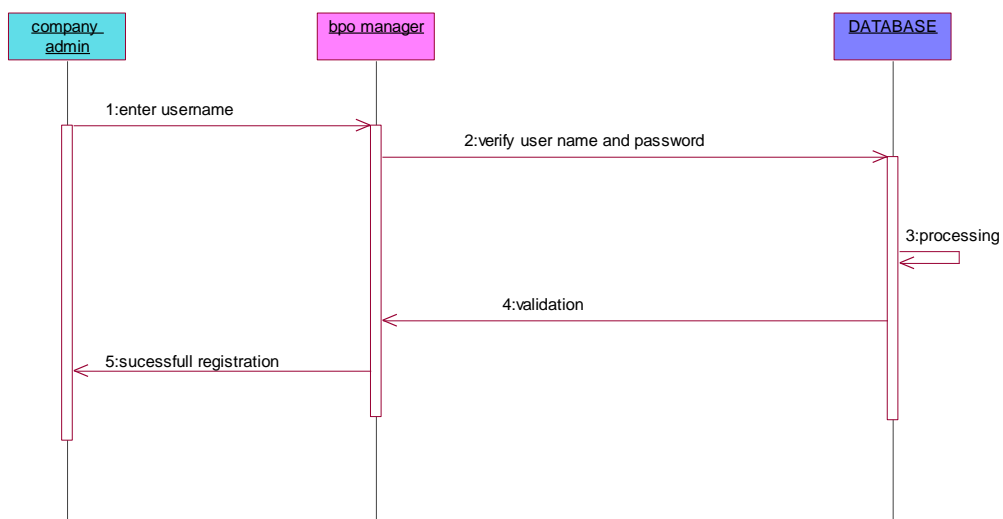 company
admin
bpo manager
DATABASE
1:enter username
2:verify user name and password
3:processing
4:validation
5:sucessfull registration